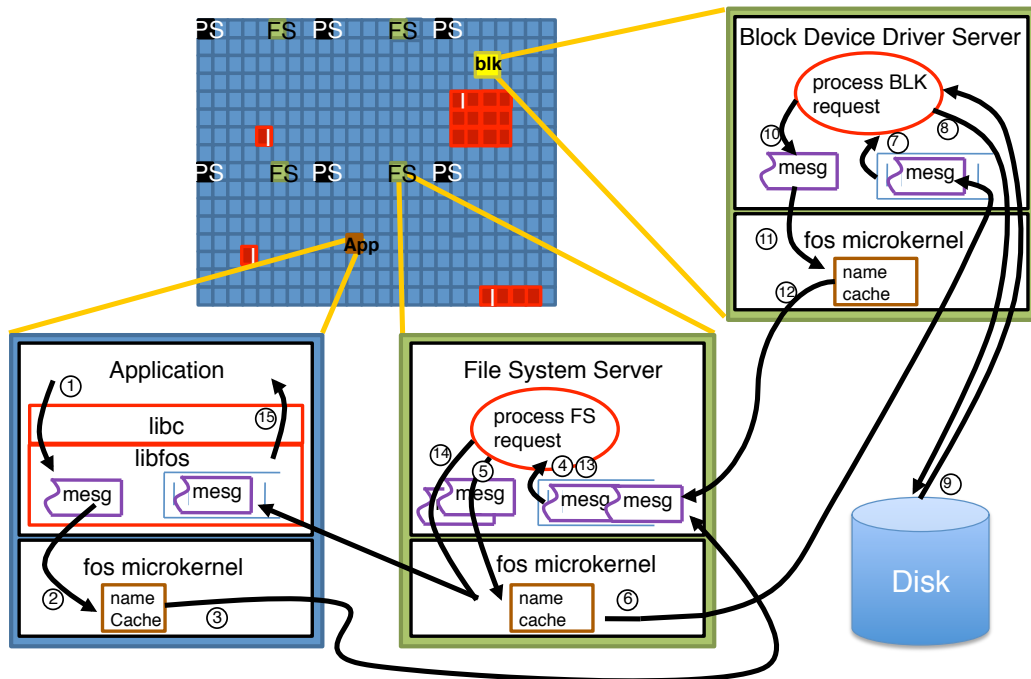 PS FS PS FS PS
blk
PS FS PS FS PS
App
Block Device Driver Server
process BLK
request
10
7
8
mesg
mesg
11
fos microkernel
12
name
cache
Application
1
15
libc
libfos
mesg
mesg
fos microkernel
2
name
Cache
3
File System Server
process FS
request
14
5
4
13
mesg
mesg
mesg
fos microkernel
name
cache
6
9
Disk